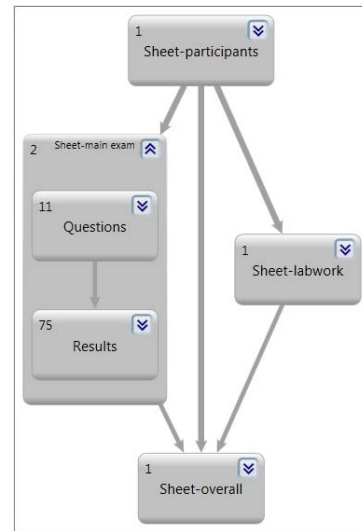 1
Sheet-participants
2 Sheet-main exam
11
Questions
75
Results
1
Sheet-labwork
1
Sheet-overall